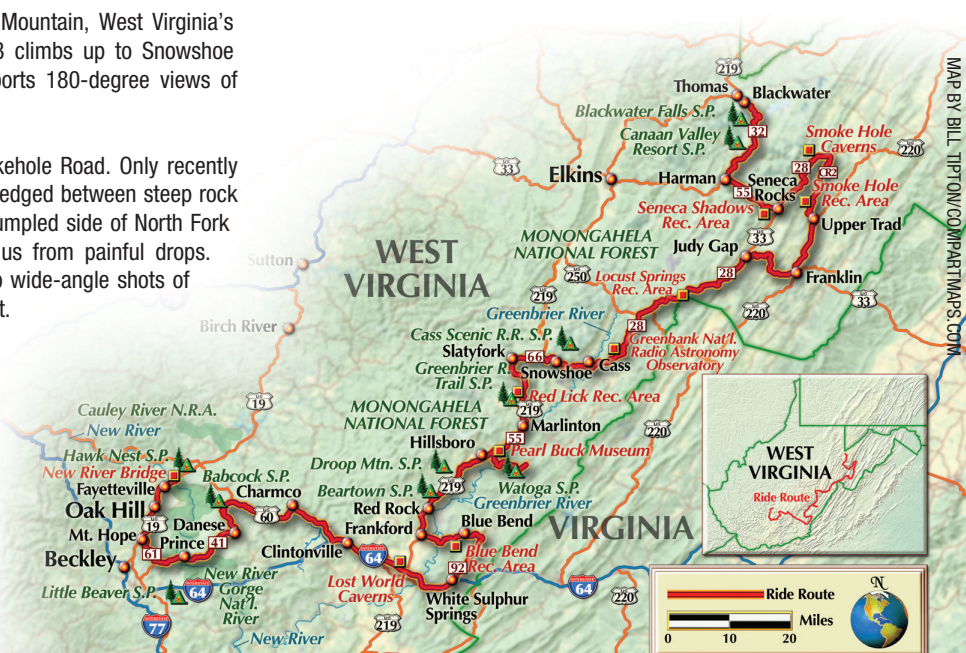 Mountain, West Virginia's
climbs up to Snowshoe
ports 180-degree views of
kehole Road. Only recently
edged between steep rock
umpled side of North Fork
us from painful drops.
wide-angle shots of
t.
MAP BY BILL TIPTON/COMPARTMAPS.COM
219
Thomas
Blackwater
Blackwater Falls S.P.
32
Canaan Valley
Resort S.P.
Smoke Hole
Caverns
220
33
Elkins
Harman
55
Seneca
Rocks
28
CR2
Smoke Hole
Rec. Area
Seneca Shadows
Rec. Area
Upper Trad
33
MONONGAHELA
NATIONAL FOREST
Judy Gap
28
Franklin
33
220
WEST
VIRGINIA
Sutton
250
219
Locust Springs
Rec. Area
Greenbrier River
28
Birch River
Cass Scenic R.R. S.P.
Slatyfork
66
Snowshoe
Cass
Greenbank Nat'l.
Radio Astronomy
Observatory
Greenbrier R.
Trail S.P.
Red Lick Rec. Area
219
19
MONONGAHELA
NATIONAL FOREST
Marlinton
220
Cauley River N.R.A.
New River
55
Hillsboro
Pearl Buck Museum
Hawk Nest S.P.
New River Bridge
Babcock S.P.
Droop Mtn. S.P.
219
Watoga S.P.
Greenbrier River
Fayetteville
Charmco
Beartown S.P.
Oak Hill
60
Red Rock
19
Danese
Frankford
Blue Bend
VIRGINIA
Mt. Hope
Prince
41
61
Clintonville
INTERSTATE
64
Blue Bend
Rec. Area
Beckley
92
Lost World
Caverns
White Sulphur
Springs
INTERSTATE
64
220
Little Beaver S.P.
INTERSTATE
64
New River
Gorge
Nat'l.
River
INTERSTATE
77
New River
219
WEST
VIRGINIA
Ride Route
N
Ride Route
Miles
0 10 20